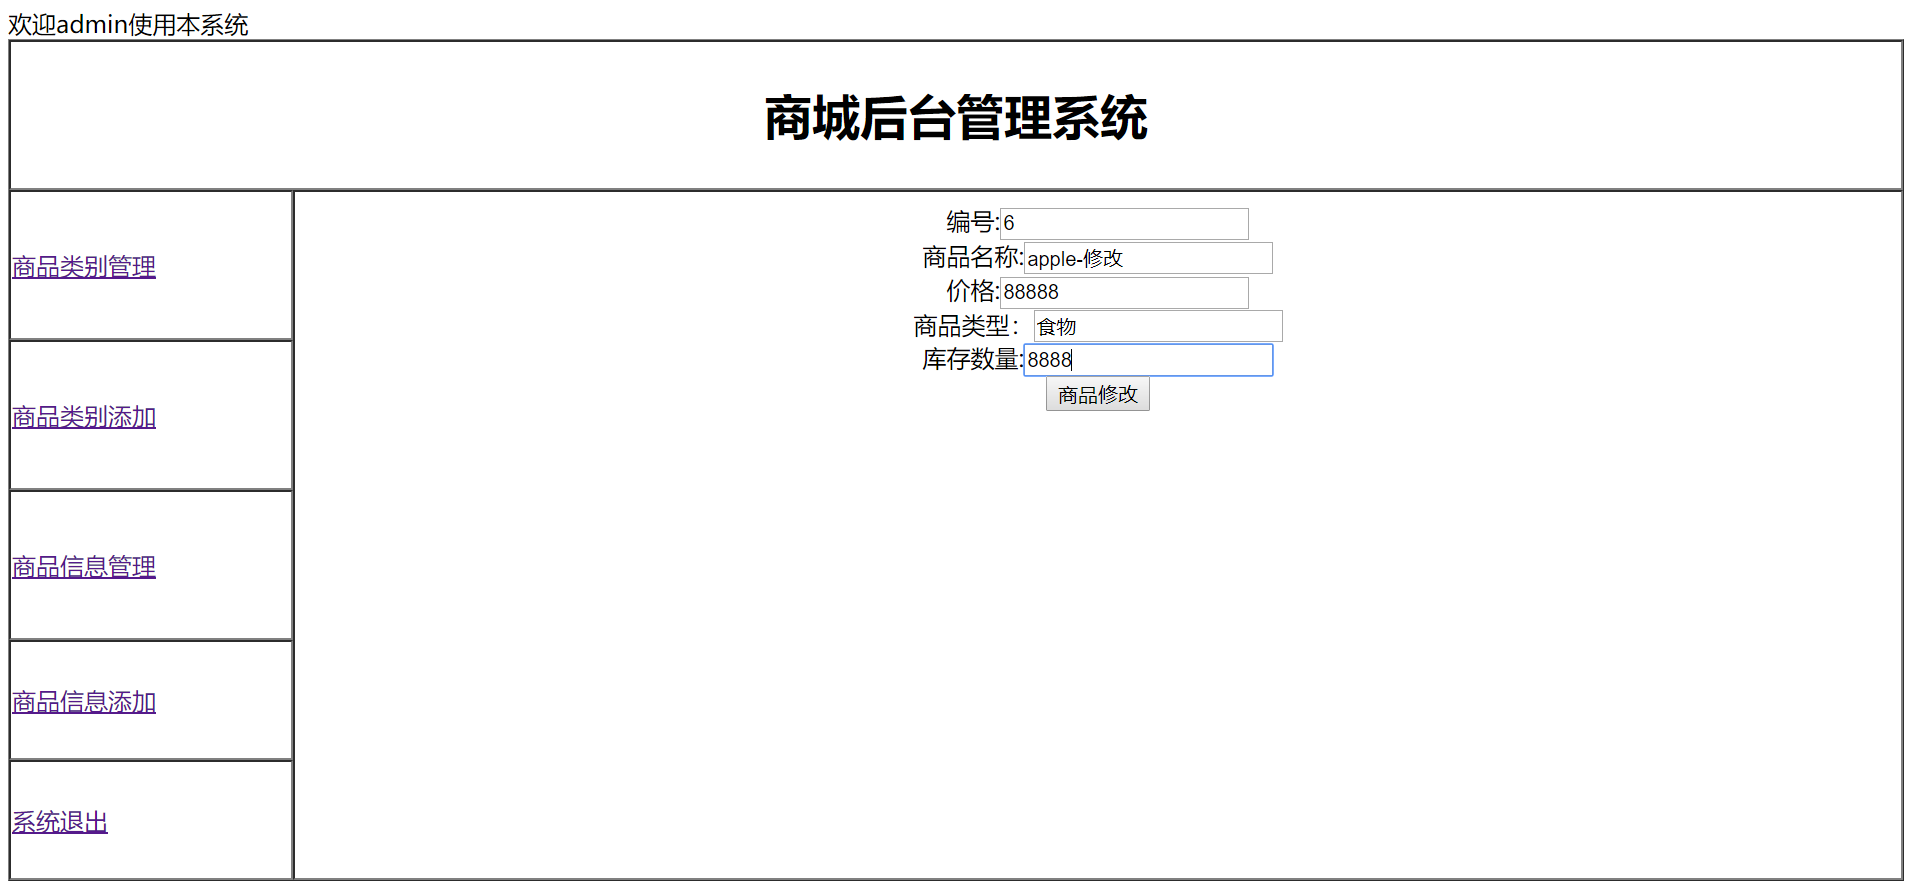 欢迎admin使用本系统
商城后台管理系统
商品类别管理
商品类别添加
商品信息管理
商品信息添加
系统退出
编号:6
商品名称:apple-修改
价格:88888
商品类型：食物
库存数量:8888
商品修改